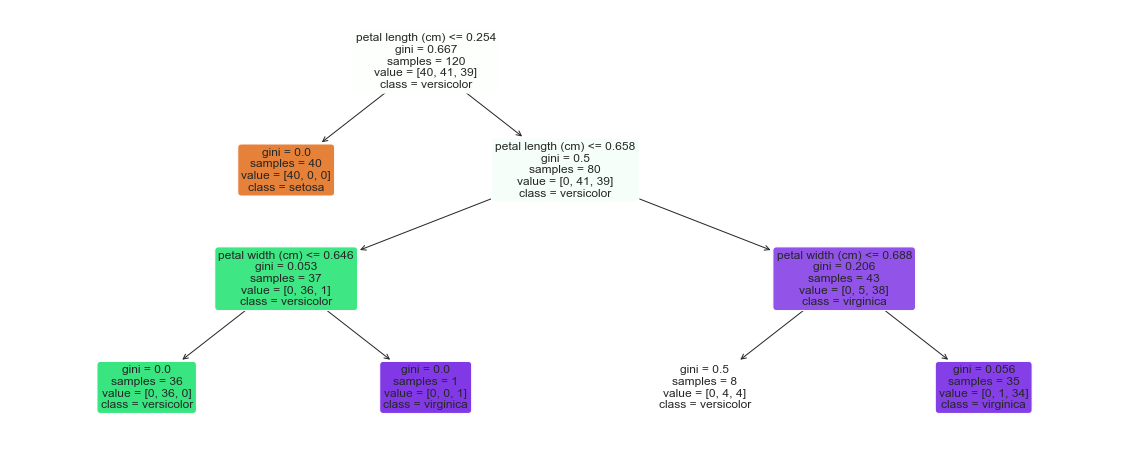 petal length (cm) <= 0.254
gini = 0.667
samples = 120
value = [40, 41, 39]
class = versicolor
gini = 0.0
samples = 40
value = [40, 0, 0]
class = setosa
petal length (cm) <= 0.658
gini = 0.5
samples = 80
value = [0, 41, 39]
class = versicolor
petal width (cm) <= 0.646
gini = 0.053
samples = 37
value = [0, 36, 1]
class = versicolor
petal width (cm) <= 0.688
gini = 0.206
samples = 43
value = [0, 5, 38]
class = virginica
gini = 0.0
samples = 36
value = [0, 36, 0]
class = versicolor
gini = 0.0
samples = 1
value = [0, 0, 1]
class = virginica
gini = 0.5
samples = 8
value = [0, 4, 4]
class = versicolor
gini = 0.056
samples = 35
value = [0, 1, 34]
class = virginica